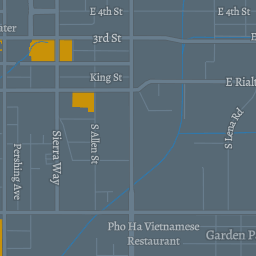 E 4th St
E 4th St
3rd St
E
ater
King St
E Rialt
S Lena Rd
S Allen St
Sierra Way
Pershing Ave
Pho Ha Vietnamese
Restaurant
Garden P